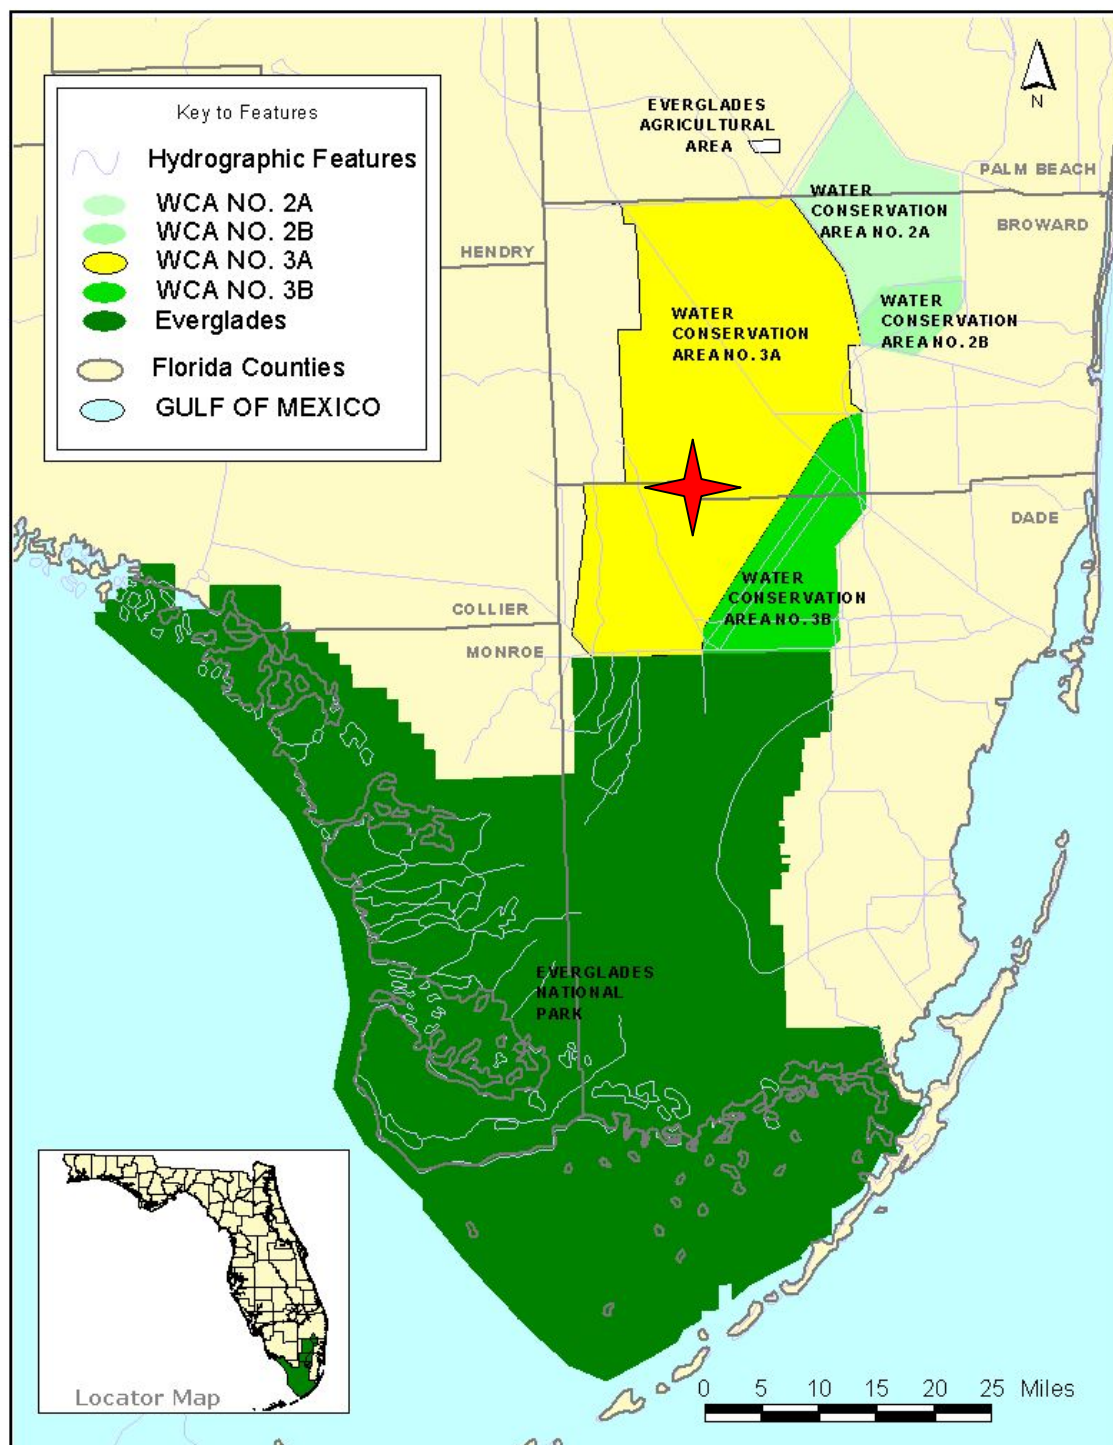 Key to Features
Hydrographic Features
WCA NO. 2A
WCA NO. 2B
WCA NO. 3A
WCA NO. 3B
Everglades
Florida Counties
GULF OF MEXICO
N
EVERGLADES
AGRICULTURAL
AREA
PALM BEACH
WATER
CONSERVATION
AREA NO. 2A
BROWARD
HENDRY
WATER
CONSERVATION
AREA NO. 2B
WATER
CONSERVATION
AREA NO. 3A
DADE
WATER
CONSERVATION
AREA NO. 3B
COLLIER
MONROE
EVERGLADES
NATIONAL
PARK
Locator Map
0 5 10 15 20 25 Miles